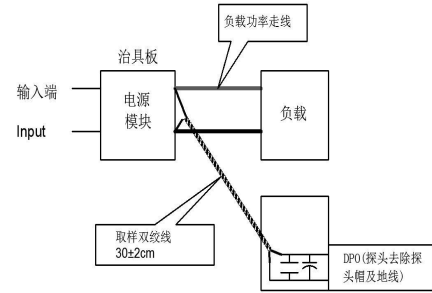 负载功率走线
治具板
输入端
Input
电源
模块
负载
取样双绞线
30±2cm
DPO(探头去除探
头帽及地线)